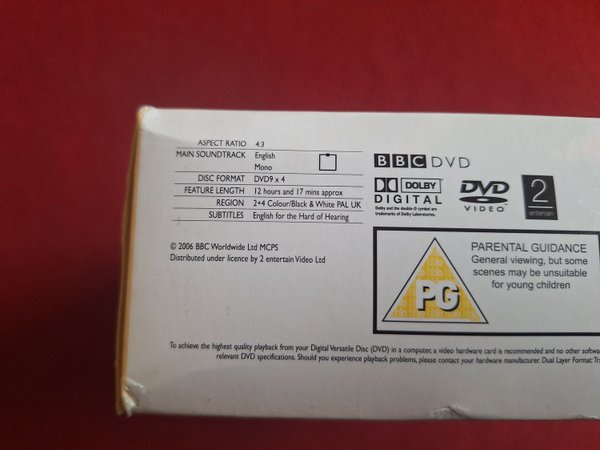 ASPECT RATIO 4:3
MAIN SOUNDTRACK English
Mono
DISC FORMAT DVD9 x 4
FEATURE LENGTH 12 hours and 17 mins approx
REGION 2+4 Colour/Black & White PAL UK
SUBTITLES English for the Hard of Hearing
© 2006 BBC Worldwide Ltd MCPS
Distributed under licence by 2 entertain Video Ltd
BBC DVD
DOLBY
DIGITAL
Dolby and the double-D symbol are
trademarks of Dolby Laboratories.
DVD
VIDEO
2
entertain
PG
PARENTAL GUIDANCE
General viewing, but some
scenes may be unsuitable
for young children
To achieve the highest quality playback from your Digital Versatile Disc (DVD) in a computer, a video hardware card is recommended and no other softwa
relevant DVD specifications. Should you experience playback problems, please contact your hardware manufacturer. Dual Layer Format Tra